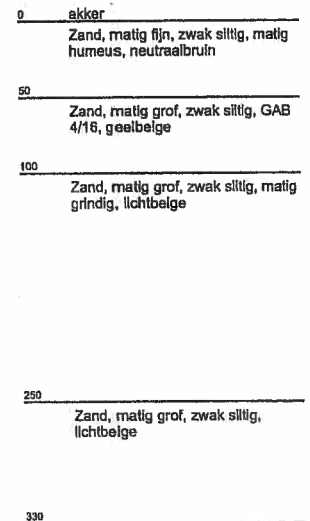 0 akker
Zand, matig fijn, zwak siltig, matig
humeus, neutraalbruin
50
Zand, matig grof, zwak siltig, GAB
4/16, geelbeige
100
Zand, matig grof, zwak siltig, matig
grindig, lichtbeige
250
Zand, matig grof, zwak siltig,
lichtbeige
330